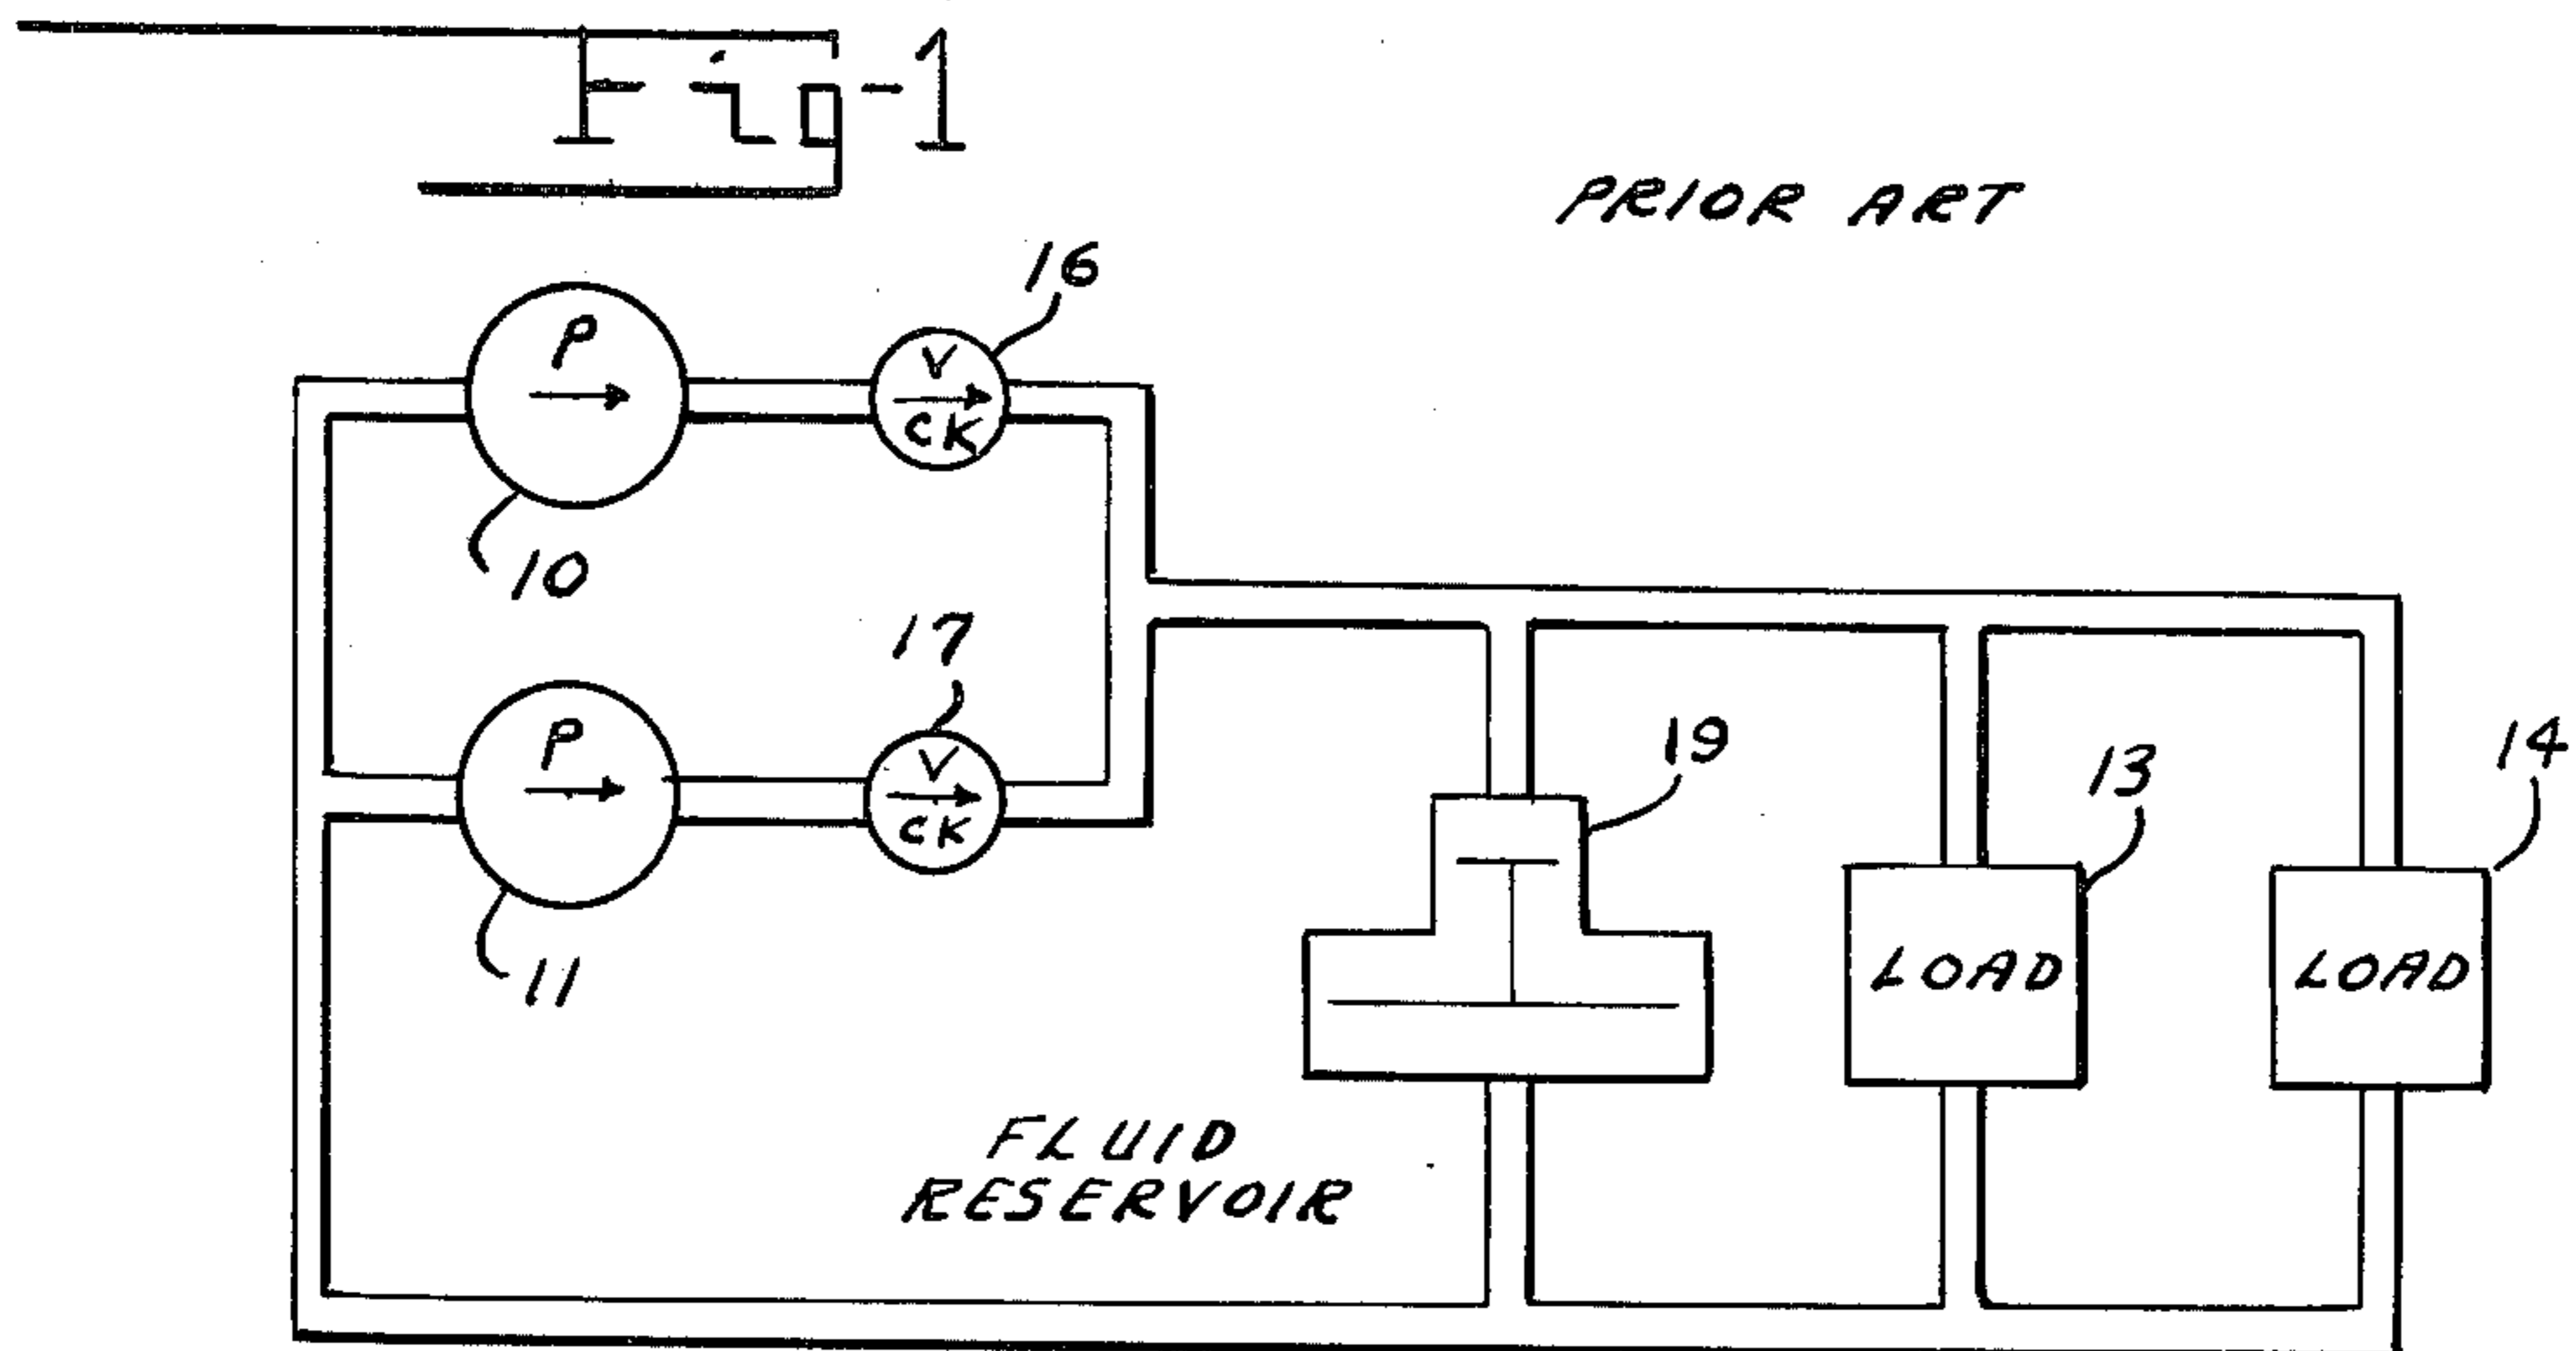 Fig-1
PRIOR ART
16
P
V
CK
10
17
P
V
CK
11
19
13
14
LOAD
LOAD
FLUID
RESERVOIR